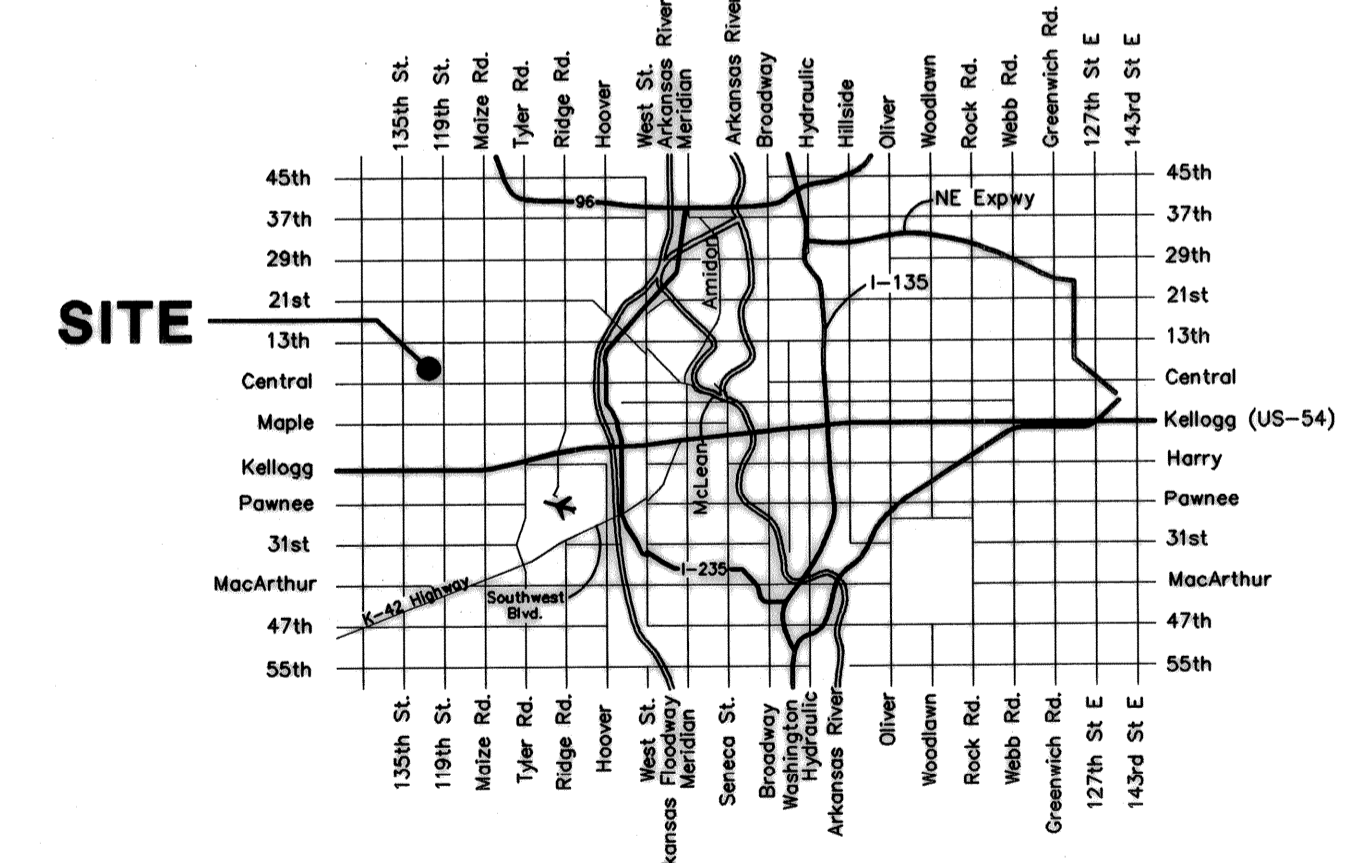 135th St.
119th St.
Maize Rd.
Tyler Rd.
Ridge Rd.
Hoover
West St.
Arkansas River
Meridian
Arkansas River
Broadway
Hydraulic
Hillside
Oliver
Woodlawn
Rock Rd.
Webb Rd.
Greenwich Rd.
127th St E
143rd St E
45th
37th
29th
21st
13th
Central
Maple
Kellogg
Pawnee
31st
MacArthur
47th
55th
SITE
96
Amidon
NE Expwy
I-135
McLean
I-235
K-42 Highway
Southwest
Blvd.
45th
37th
29th
21st
13th
Central
Kellogg (US-54)
Harry
Pawnee
31st
MacArthur
47th
55th
135th St.
119th St.
Maize Rd.
Tyler Rd.
Ridge Rd.
Hoover
West St.
kansas Floodway
Meridian
Seneca St.
Broadway
Washington
Hydraulic
Arkansas River
Oliver
Woodlawn
Rock Rd.
Webb Rd.
Greenwich Rd.
127th St E
143rd St E